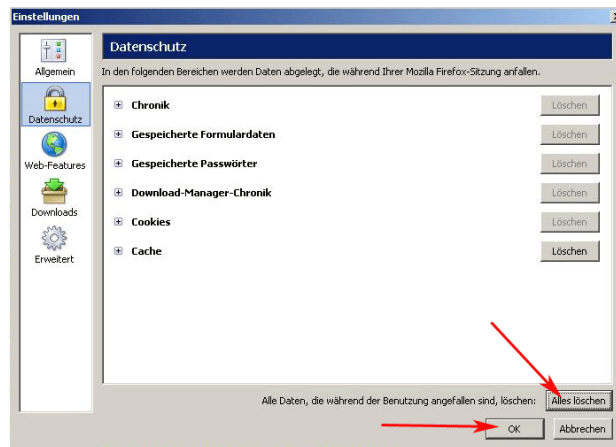 Einstellungen
Allgemein
Datenschutz
Web-Features
Downloads
Erweitert
Datenschutz
In den folgenden Bereichen werden Daten abgelegt, die während Ihrer Mozilla Firefox-Sitzung anfallen.
Chronik Löschen
Gespeicherte Formulardaten Löschen
Gespeicherte Passwörter Löschen
Download-Manager-Chronik Löschen
Cookies Löschen
Cache Löschen
Alle Daten, die während der Benutzung angefallen sind, löschen: Alles löschen
OK Abbrechen